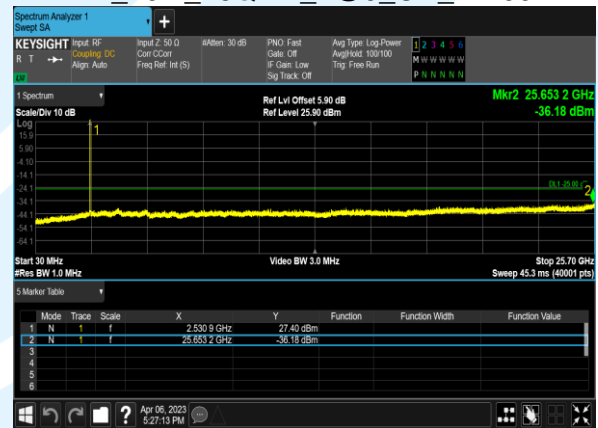 Spectrum Analyzer 1
Swept SA
+
KEYSIGHT
R T
Input: RF
Coupling: DC
Align: Auto
Input Z: 50 Ω
Corr CCorr
Freq Ref: Int (S)
#Atten: 30 dB
PNO: Fast
Gate: Off
IF Gain: Low
Sig Track: Off
Avg Type: Log-Power
Avg|Hold: 100/100
Trig: Free Run
1 2 3 4 5 6
M W W W W W
P N N N N N
1 Spectrum
Scale/Div 10 dB
Ref Lvl Offset 5.90 dB
Ref Level 25.90 dBm
Mkr2 25.653 2 GHz
-36.18 dBm
Log
15.9
5.90
-4.10
-14.1
-24.1
-34.1
-44.1
-54.1
-64.1
1
2
Start 30 MHz
#Res BW 1.0 MHz
Video BW 3.0 MHz
Stop 25.70 GHz
Sweep 45.3 ms (40001 pts)
5 Marker Table
Mode Trace Scale X Y Function Function Width Function Value
1 N 1 f 2.530 9 GHz 27.40 dBm
2 N 1 f 25.653 2 GHz -36.18 dBm
3
4
5
6
?
Apr 06, 2023
5:27:13 PM